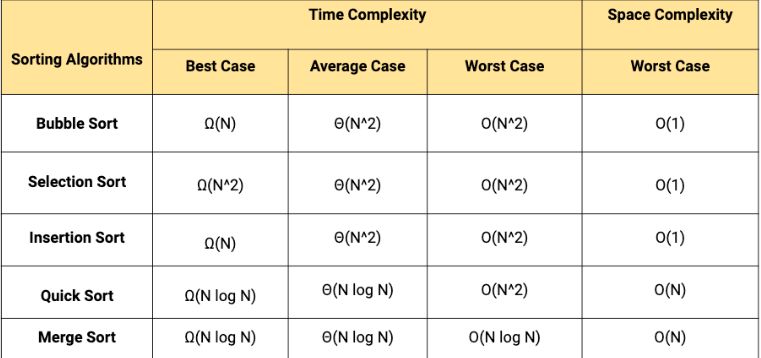 Sorting Algorithms Time Complexity Space Complexity
Best Case Average Case Worst Case Worst Case
Bubble Sort Ω(N) Θ(N^2) O(N^2) O(1)
Selection Sort Ω(N^2) Θ(N^2) O(N^2) O(1)
Insertion Sort Ω(N) Θ(N^2) O(N^2) O(1)
Quick Sort Ω(N log N) Θ(N log N) O(N^2) O(N)
Merge Sort Ω(N log N) Θ(N log N) O(N log N) O(N)